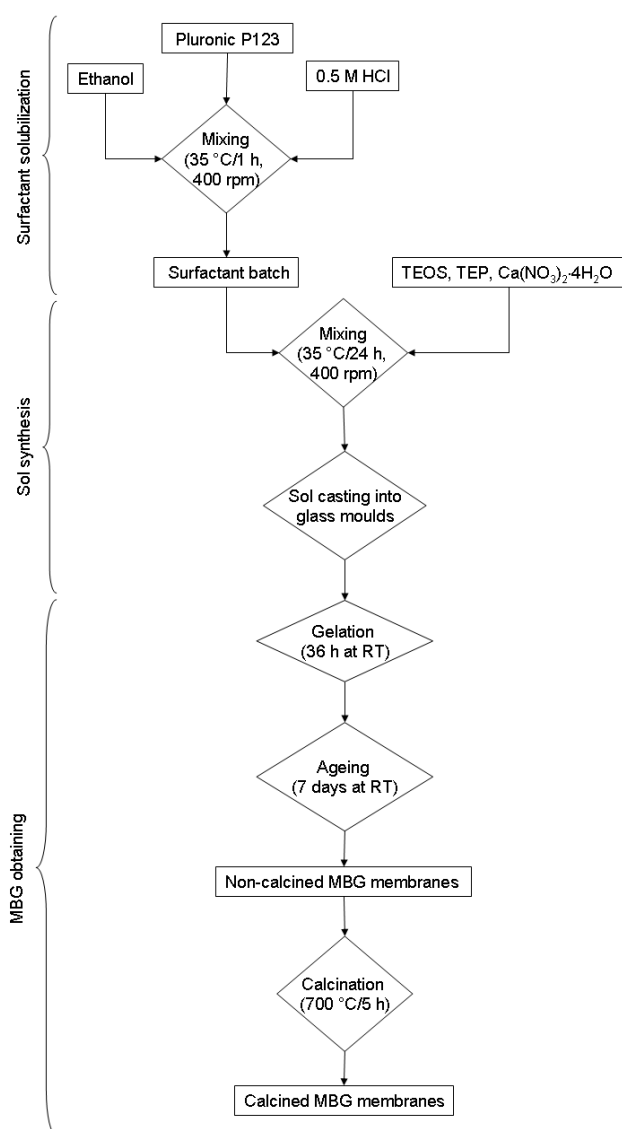 Surfactant solubilization
Pluronic P123
Ethanol
0.5 M HCl
Mixing
(35 °C/1 h,
400 rpm)
Surfactant batch
TEOS, TEP, Ca(NO₃)₂·4H₂O
Sol synthesis
Mixing
(35 °C/24 h,
400 rpm)
Sol casting into
glass moulds
MBG obtaining
Gelation
(36 h at RT)
Ageing
(7 days at RT)
Non-calcined MBG membranes
Calcination
(700 °C/5 h)
Calcined MBG membranes